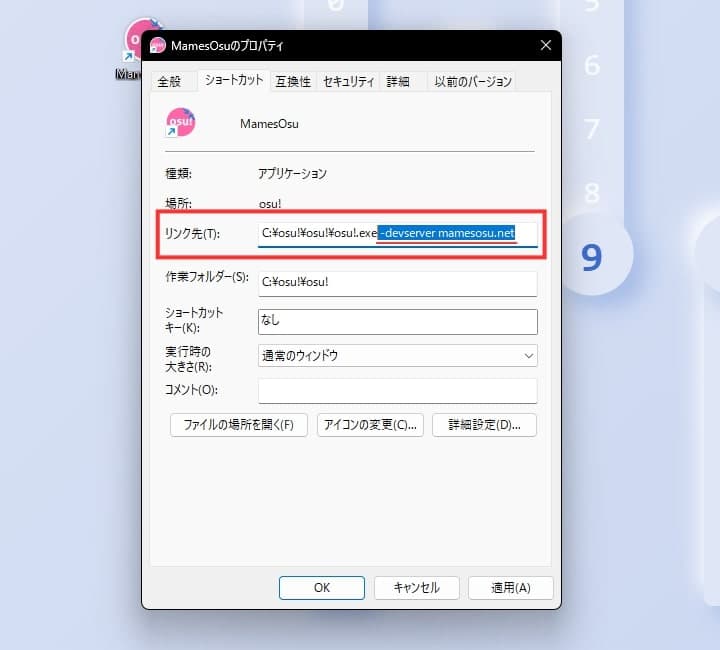 MamesOsuのプロパティ
全般 ショートカット 互換性 セキュリティ 詳細 以前のバージョン
osu!
MamesOsu
種類: アプリケーション
場所: osu!
リンク先(T): C:¥osu!¥osu!¥osu!.exe -devserver mamesosu.net
作業フォルダー(S): C:¥osu!¥osu!
ショートカット
キー(K): なし
実行時の
大きさ(R): 通常のウィンドウ
コメント(O):
ファイルの場所を開く(F) アイコンの変更(C)... 詳細設定(D)...
OK キャンセル 適用(A)
6
7
8
9